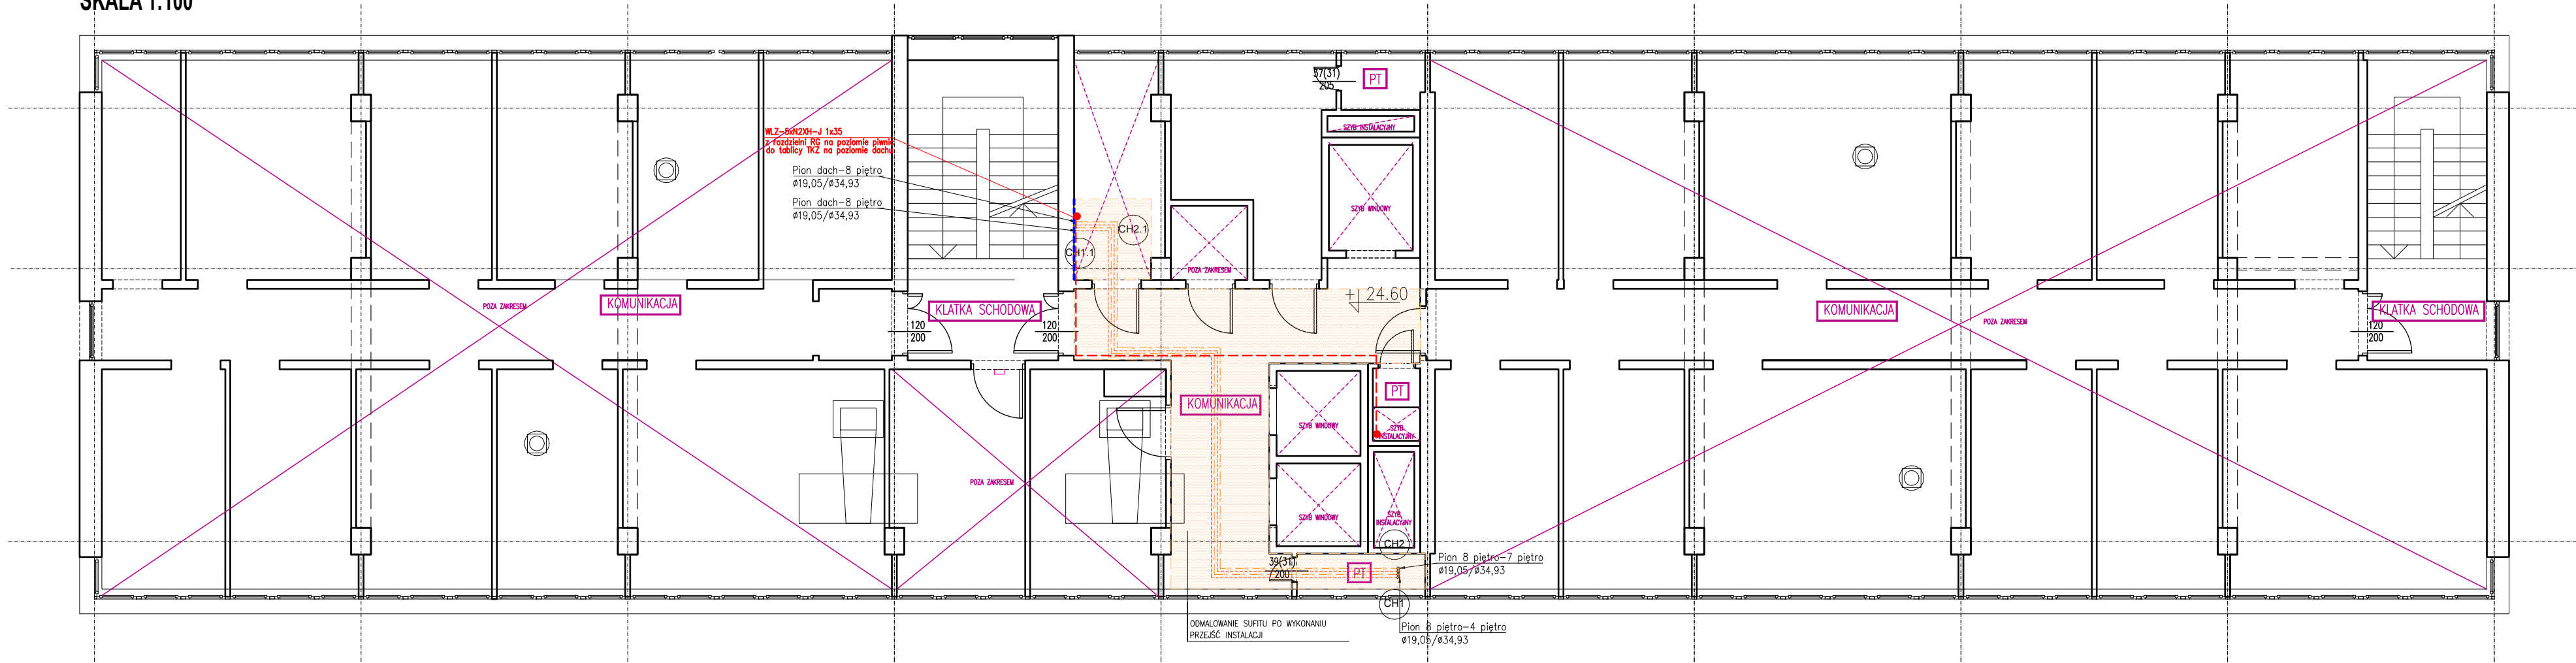 SKALA 1:100
37(31)
205
PT
SZYB INSTALACYJNY
WLZ-5xN2XH-J 1x35
z rozdzielni RG na poziomie piwnic
do tablicy TKZ na poziomie dachu
Pion dach-8 piętro
ø19,05/ø34,93
Pion dach-8 piętro
ø19,05/ø34,93
SZYB WINDOWY
CH2.1
CH1.1
POZA ZAKRESEM
+ 24.60
POZA ZAKRESEM
KOMUNIKACJA
KLATKA SCHODOWA
KOMUNIKACJA
POZA ZAKRESEM
KLATKA SCHODOWA
120
200
120
200
120
200
PT
KOMUNIKACJA
SZYB WINDOWY
SZYB
INSTALACYJNY
POZA ZAKRESEM
SZYB WINDOWY
SZYB
INSTALACYJNY
CH2
39(31)
200
PT
Pion 8 piętro-7 piętro
ø19,05/ø34,93
CH1
ODMALOWANIE SUFITU PO WYKONANIU
PRZEJŚĆ INSTALACJI
Pion 8 piętro-4 piętro
ø19,05/ø34,93